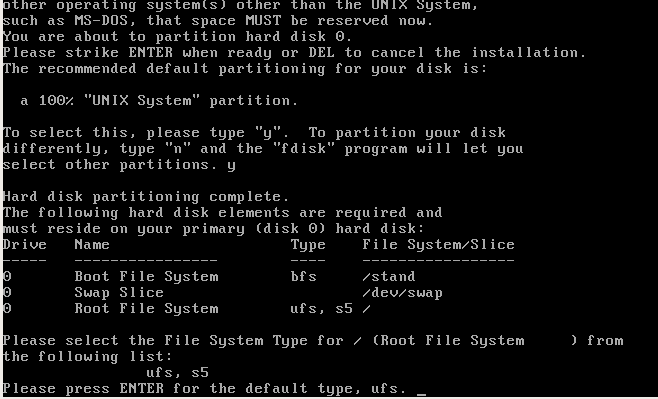 other operating system(s) other than the UNIX System,
such as MS-DOS, that space MUST be reserved now.
You are about to partition hard disk 0.
Please strike ENTER when ready or DEL to cancel the installation.
The recommended default partitioning for your disk is:
a 100% "UNIX System" partition.
To select this, please type "y".  To partition your disk
differently, type "n" and the "fdisk" program will let you
select other partitions. y
Hard disk partitioning complete.
The following hard disk elements are required and
must reside on your primary (disk 0) hard disk:
Drive   Name                    Type    File System/Slice
-----   ----------------        ----    -----------------
0       Boot File System        bfs     /stand
0       Swap Slice                      /dev/swap
0       Root File System        ufs, s5 /
Please select the File System Type for / (Root File System     ) from
the following list:
ufs, s5
Please press ENTER for the default type, ufs. _